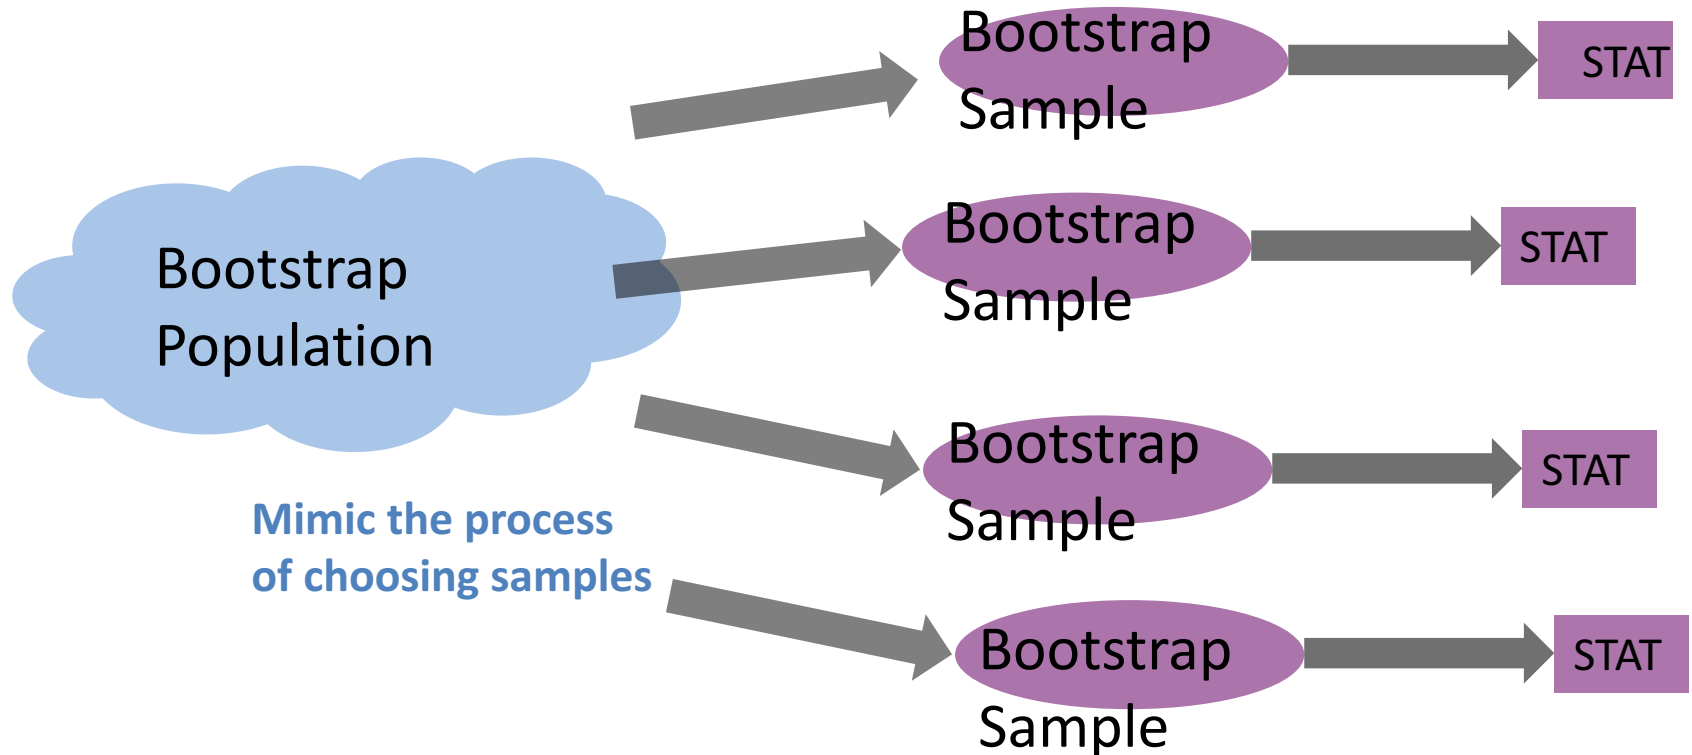 Bootstrap
Sample
STAT
Bootstrap
Sample
STAT
Bootstrap
Population
Bootstrap
Sample
STAT
Mimic the process
of choosing samples
Bootstrap
Sample
STAT